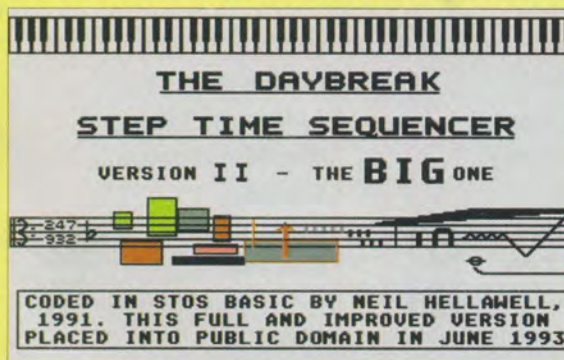 THE DAYBREAK
STEP TIME SEQUENCER
VERSION II - THE BIG ONE
247
932
CODED IN STOS BASIC BY NEIL HELLAWELL,
1991. THIS FULL AND IMPROVED VERSION
PLACED INTO PUBLIC DOMAIN IN JUNE 1993